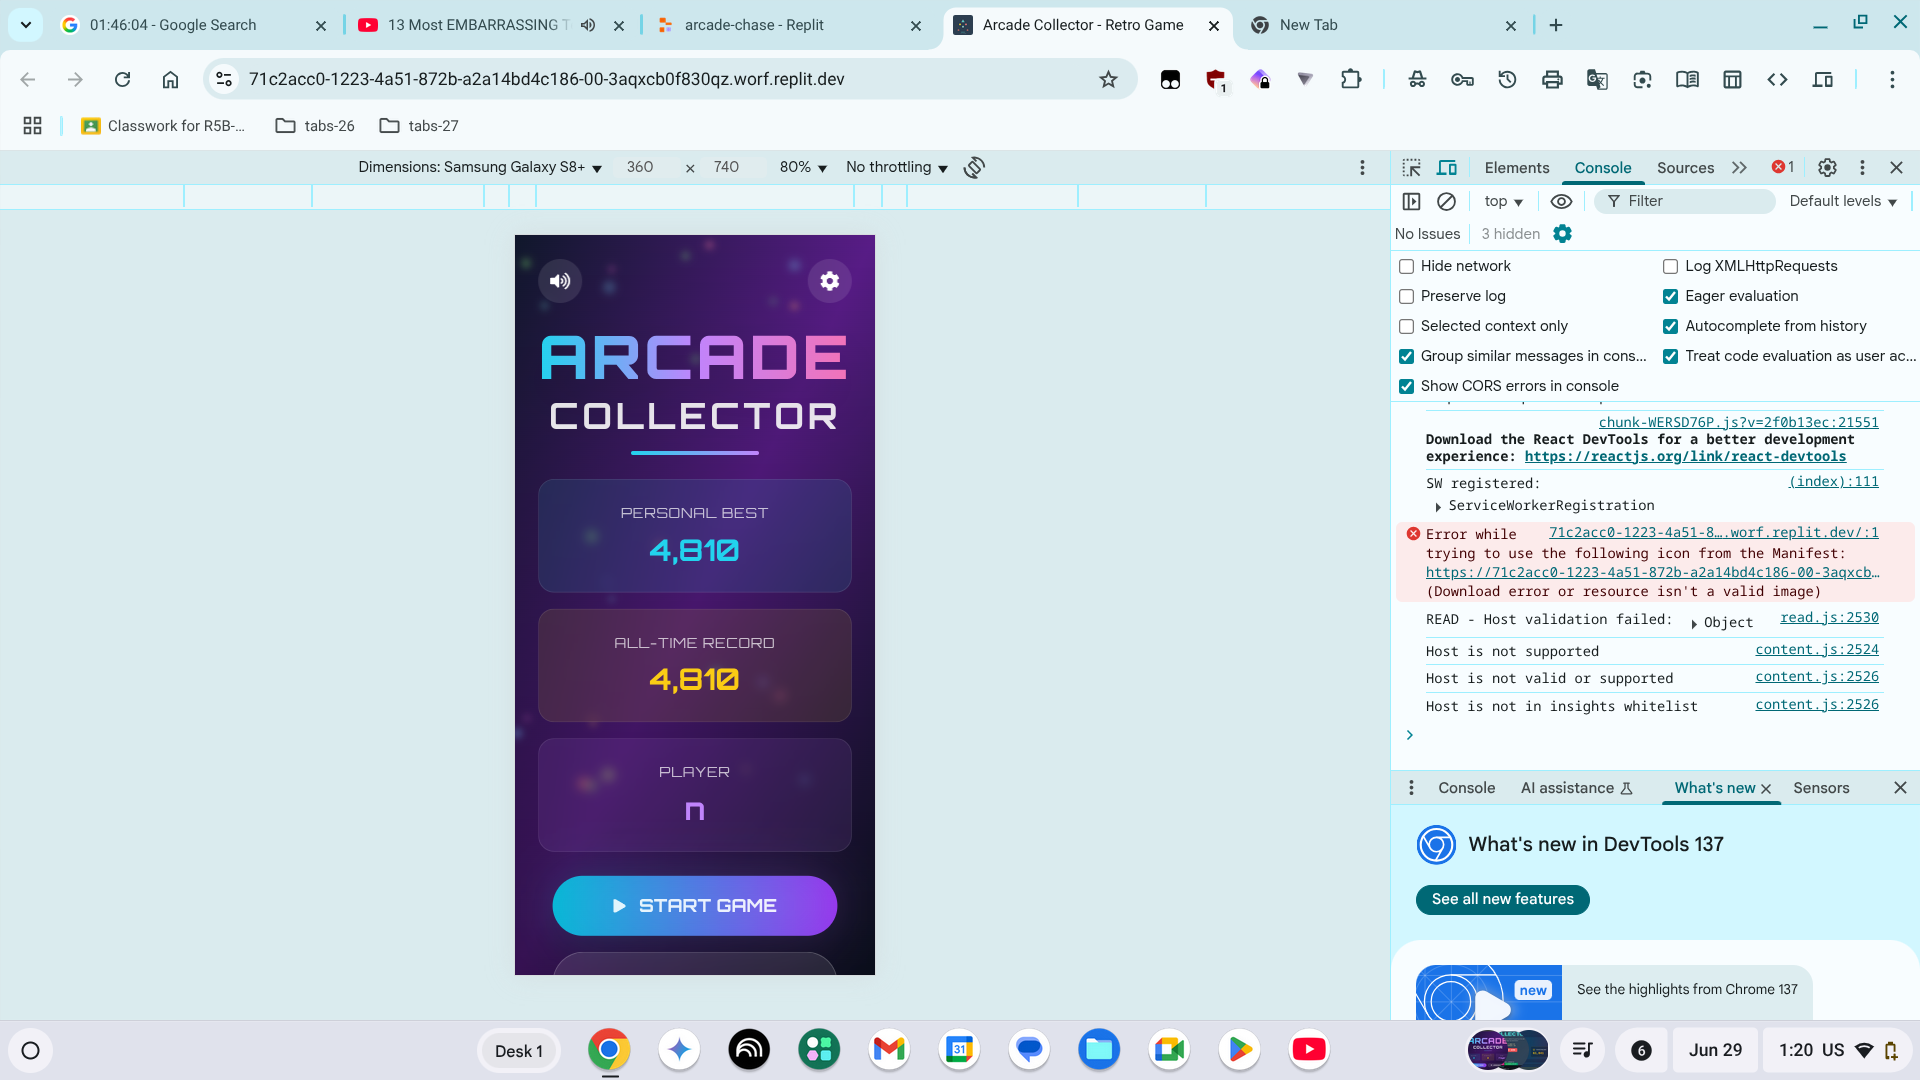 01:46:04 - Google Search
13 Most EMBARRASSING T
arcade-chase - Replit
Arcade Collector - Retro Game
New Tab
71c2acc0-1223-4a51-872b-a2a14bd4c186-00-3aqxcb0f830qz.worf.replit.dev
1
Classwork for R5B-...
tabs-26
tabs-27
Dimensions: Samsung Galaxy S8+
360
×
740
80%
No throttling
Elements
Console
Sources
1
top
Filter
Default levels
No Issues
3 hidden
Hide network
Log XMLHttpRequests
Preserve log
Eager evaluation
Selected context only
Autocomplete from history
Group similar messages in cons...
Treat code evaluation as user ac...
Show CORS errors in console
chunk-WERSD76P.js?v=2f0b13ec:21551
Download the React DevTools for a better development
experience: https://reactjs.org/link/react-devtools
SW registered:
(index):111
ServiceWorkerRegistration
Error while
71c2acc0-1223-4a51-8….worf.replit.dev/:1
trying to use the following icon from the Manifest:
https://71c2acc0-1223-4a51-872b-a2a14bd4c186-00-3aqxcb…
(Download error or resource isn't a valid image)
READ - Host validation failed:
Object
read.js:2530
Host is not supported
content.js:2524
Host is not valid or supported
content.js:2526
Host is not in insights whitelist
content.js:2526
Console
AI assistance
What's new
Sensors
What's new in DevTools 137
See all new features
new
See the highlights from Chrome 137
ARCADE
COLLECTOR
PERSONAL BEST
4,810
ALL-TIME RECORD
4,810
PLAYER
n
START GAME
Desk 1
31
6
Jun 29
1:20 US